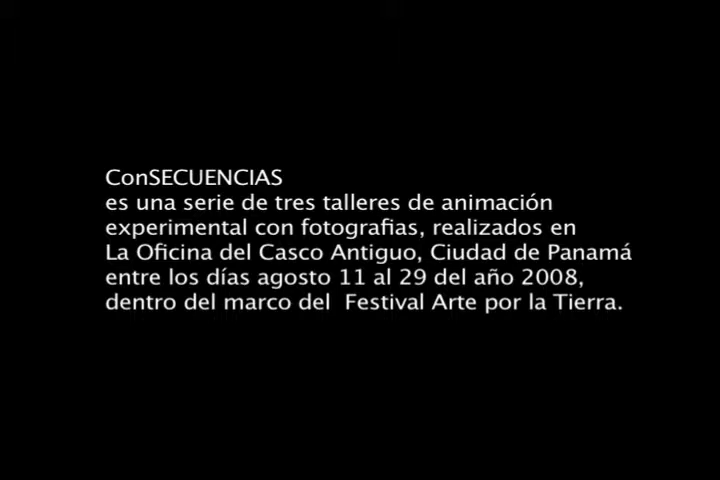 ConSECUENCIAS
es una serie de tres talleres de animación
experimental con fotografias, realizados en
La Oficina del Casco Antiguo, Ciudad de Panamá
entre los días agosto 11 al 29 del año 2008,
dentro del marco del  Festival Arte por la Tierra.